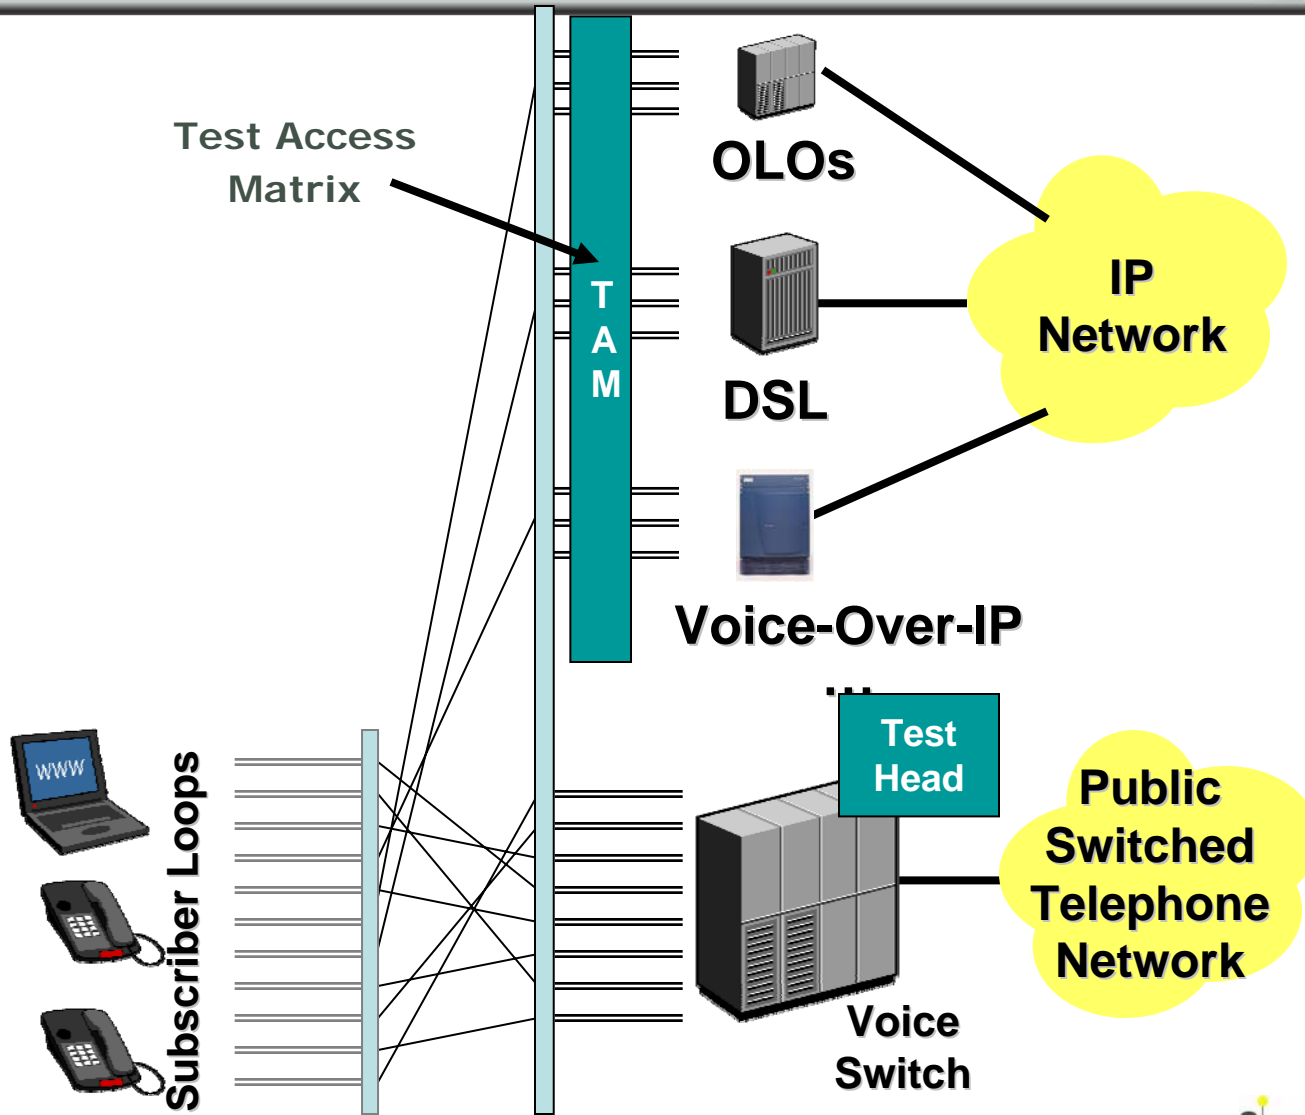 Test Access
Matrix
T
A
M
OLOs
DSL
Voice-Over-IP
...
IP
Network
WWW
Subscriber Loops
Test
Head
Voice
Switch
Public
Switched
Telephone
Network